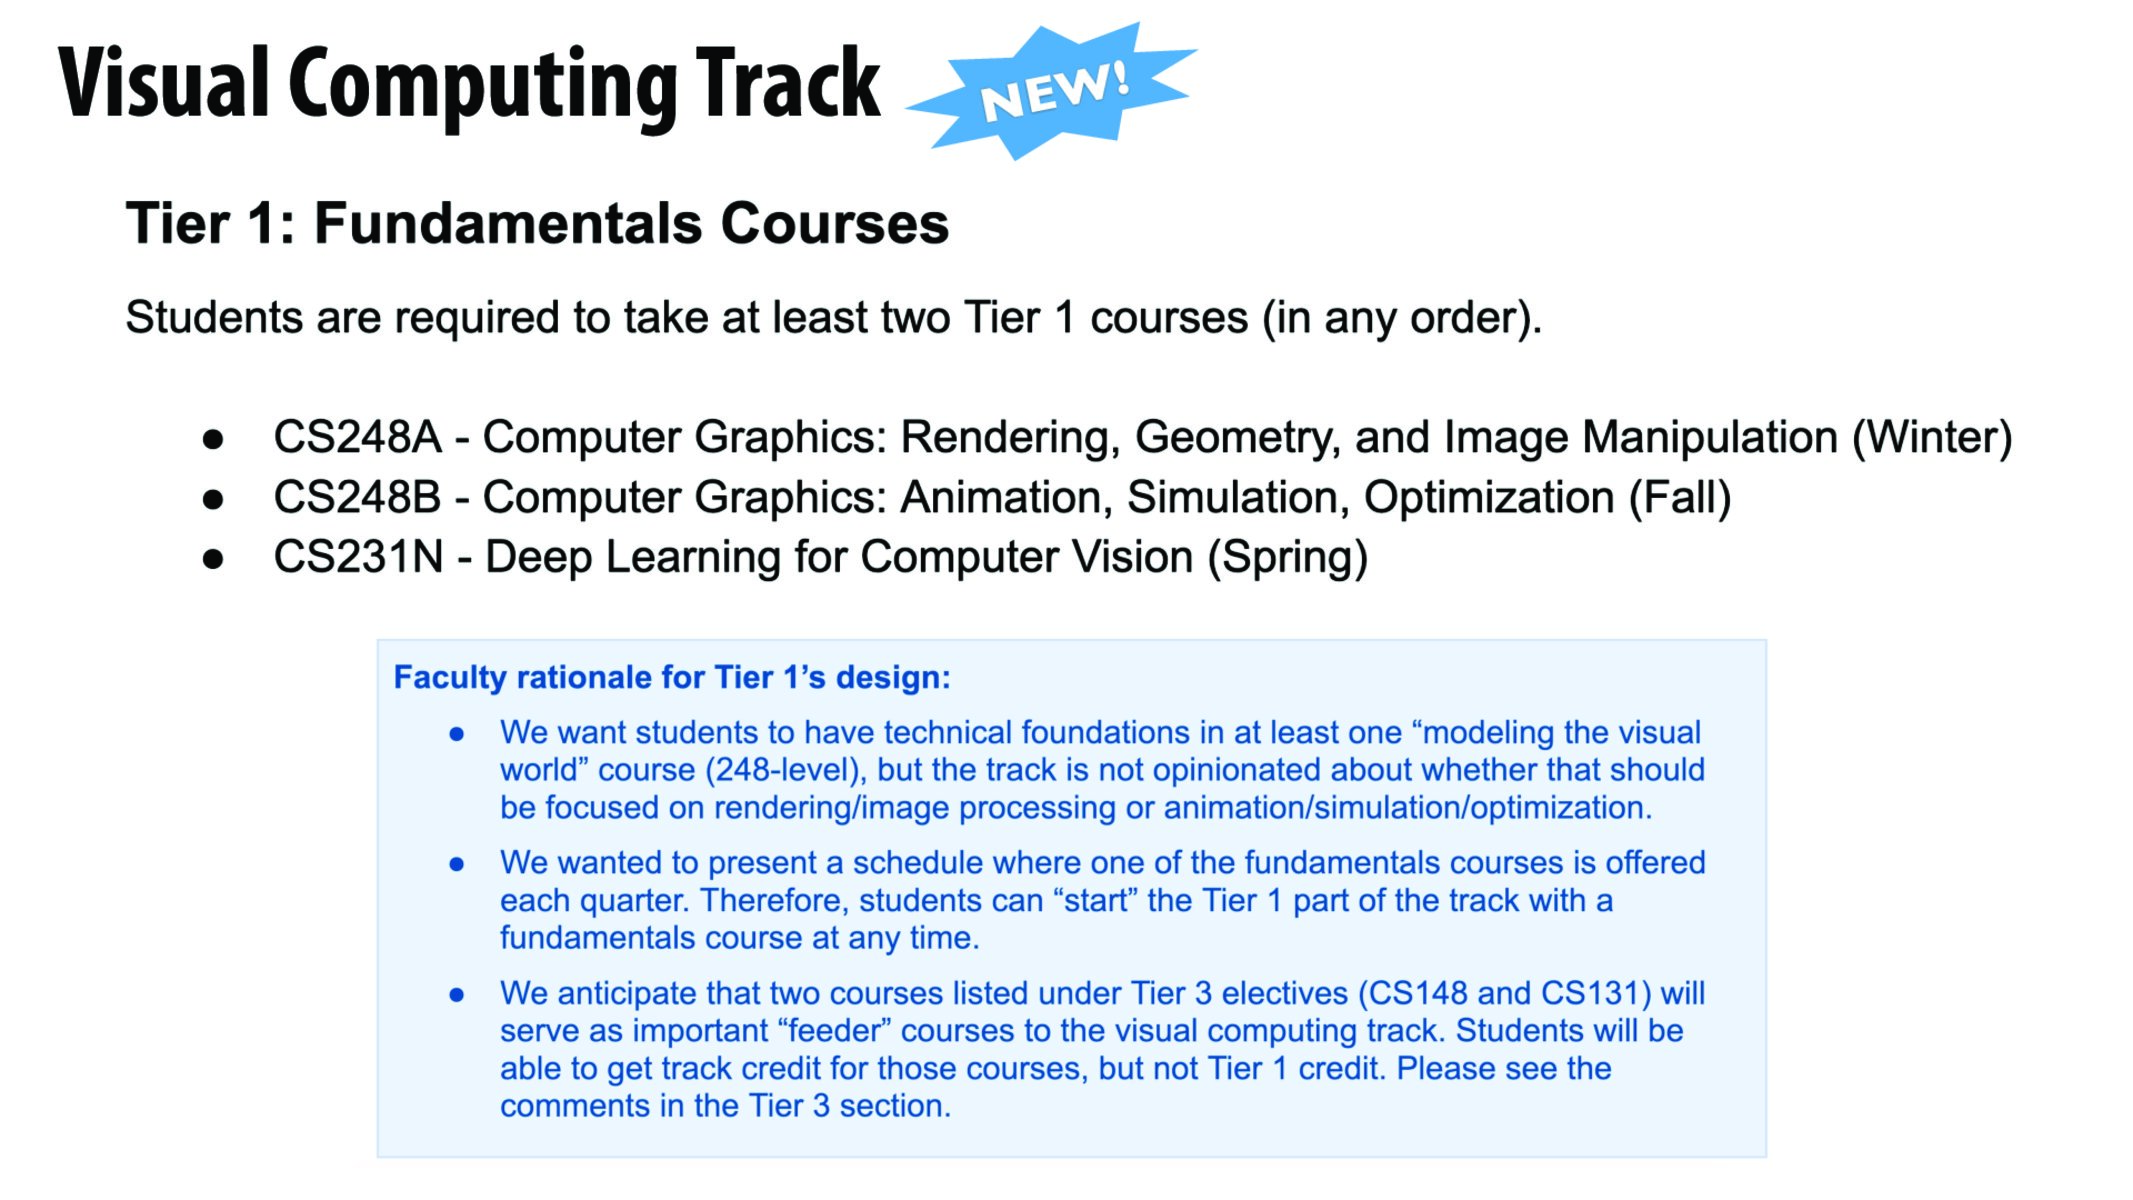 Visual Computing Track
NEW!
Tier 1: Fundamentals Courses
Students are required to take at least two Tier 1 courses (in any order).
● CS248A - Computer Graphics: Rendering, Geometry, and Image Manipulation (Winter)
● CS248B - Computer Graphics: Animation, Simulation, Optimization (Fall)
● CS231N - Deep Learning for Computer Vision (Spring)
Faculty rationale for Tier 1’s design:
● We want students to have technical foundations in at least one “modeling the visual
world” course (248-level), but the track is not opinionated about whether that should
be focused on rendering/image processing or animation/simulation/optimization.
● We wanted to present a schedule where one of the fundamentals courses is offered
each quarter. Therefore, students can “start” the Tier 1 part of the track with a
fundamentals course at any time.
● We anticipate that two courses listed under Tier 3 electives (CS148 and CS131) will
serve as important “feeder” courses to the visual computing track. Students will be
able to get track credit for those courses, but not Tier 1 credit. Please see the
comments in the Tier 3 section.